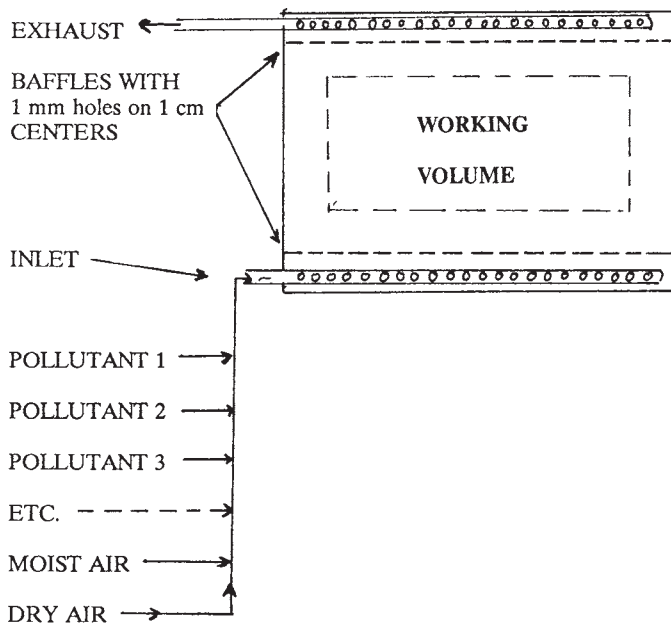 EXHAUST
BAFFLES WITH
1 mm holes on 1 cm
CENTERS
WORKING
VOLUME
INLET
POLLUTANT 1
POLLUTANT 2
POLLUTANT 3
ETC.
MOIST AIR
DRY AIR